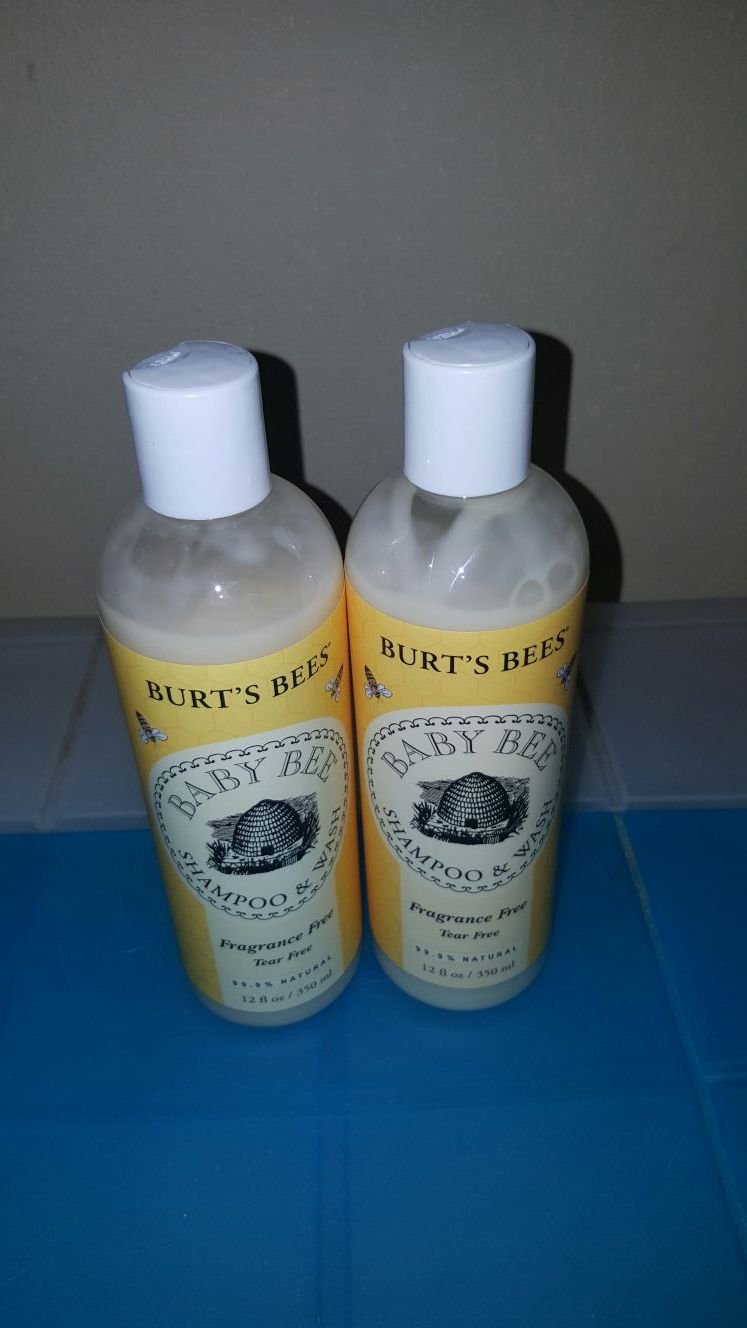 BURT'S BEES®
BABY BEE
SHAMPOO & WASH
Fragrance Free
Tear Free
99.9% NATURAL
12 fl oz / 350 ml
BURT'S BEES®
BABY BEE
SHAMPOO & WASH
Fragrance Free
Tear Free
99.9% NATURAL
12 fl oz / 350 ml